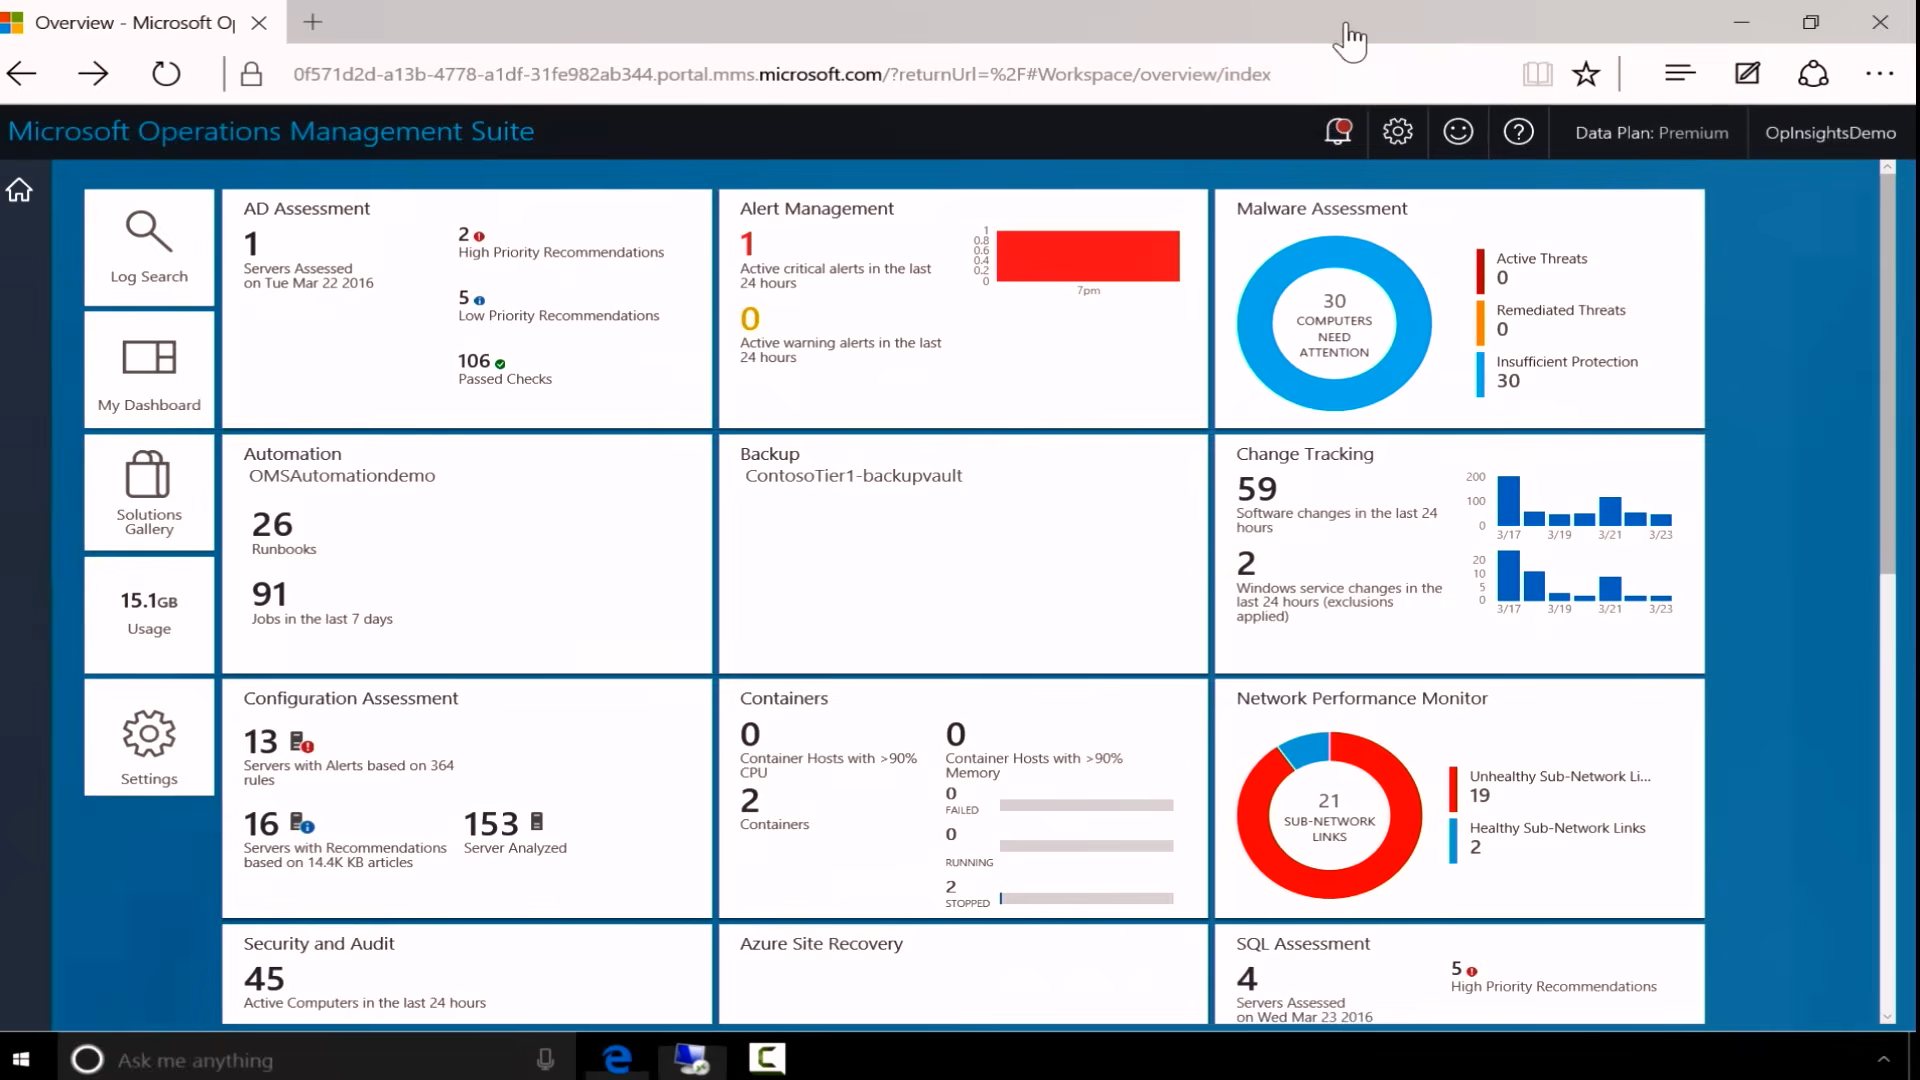 Overview - Microsoft Op
0f571d2d-a13b-4778-a1df-31fe982ab344.portal.mms.microsoft.com/?returnUrl=%2F#Workspace/overview/index
Microsoft Operations Management Suite
Data Plan: Premium
OpInsightsDemo
Log Search
My Dashboard
Solutions
Gallery
15.1GB
Usage
Settings
AD Assessment
1
Servers Assessed
on Tue Mar 22 2016
2
High Priority Recommendations
5
Low Priority Recommendations
106
Passed Checks
Alert Management
1
Active critical alerts in the last
24 hours
0
Active warning alerts in the last
24 hours
1
0.8
0.6
0.4
0.2
0
7pm
Malware Assessment
30
COMPUTERS
NEED
ATTENTION
Active Threats
0
Remediated Threats
0
Insufficient Protection
30
Automation
OMSAutomationdemo
26
Runbooks
91
Jobs in the last 7 days
Backup
ContosoTier1-backupvault
Change Tracking
59
Software changes in the last 24
hours
200
100
0
3/17 3/19 3/21 3/23
2
Windows service changes in the
last 24 hours (exclusions
applied)
20
10
5
0
3/17 3/19 3/21 3/23
Configuration Assessment
13
Servers with Alerts based on 364
rules
16
Servers with Recommendations
based on 14.4K KB articles
153
Server Analyzed
Containers
0
Container Hosts with >90%
CPU
2
Containers
0
Container Hosts with >90%
Memory
0
FAILED
0
RUNNING
2
STOPPED
Network Performance Monitor
21
SUB-NETWORK
LINKS
Unhealthy Sub-Network Li...
19
Healthy Sub-Network Links
2
Security and Audit
45
Active Computers in the last 24 hours
Azure Site Recovery
SQL Assessment
4
Servers Assessed
on Wed Mar 23 2016
5
High Priority Recommendations
Ask me anything